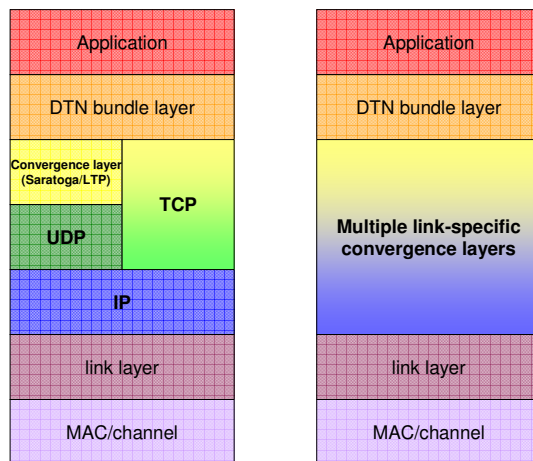 Application
DTN bundle layer
Convergence layer
(Saratoga/LTP)
TCP
UDP
IP
link layer
MAC/channel
Application
DTN bundle layer
Multiple link-specific
convergence layers
link layer
MAC/channel